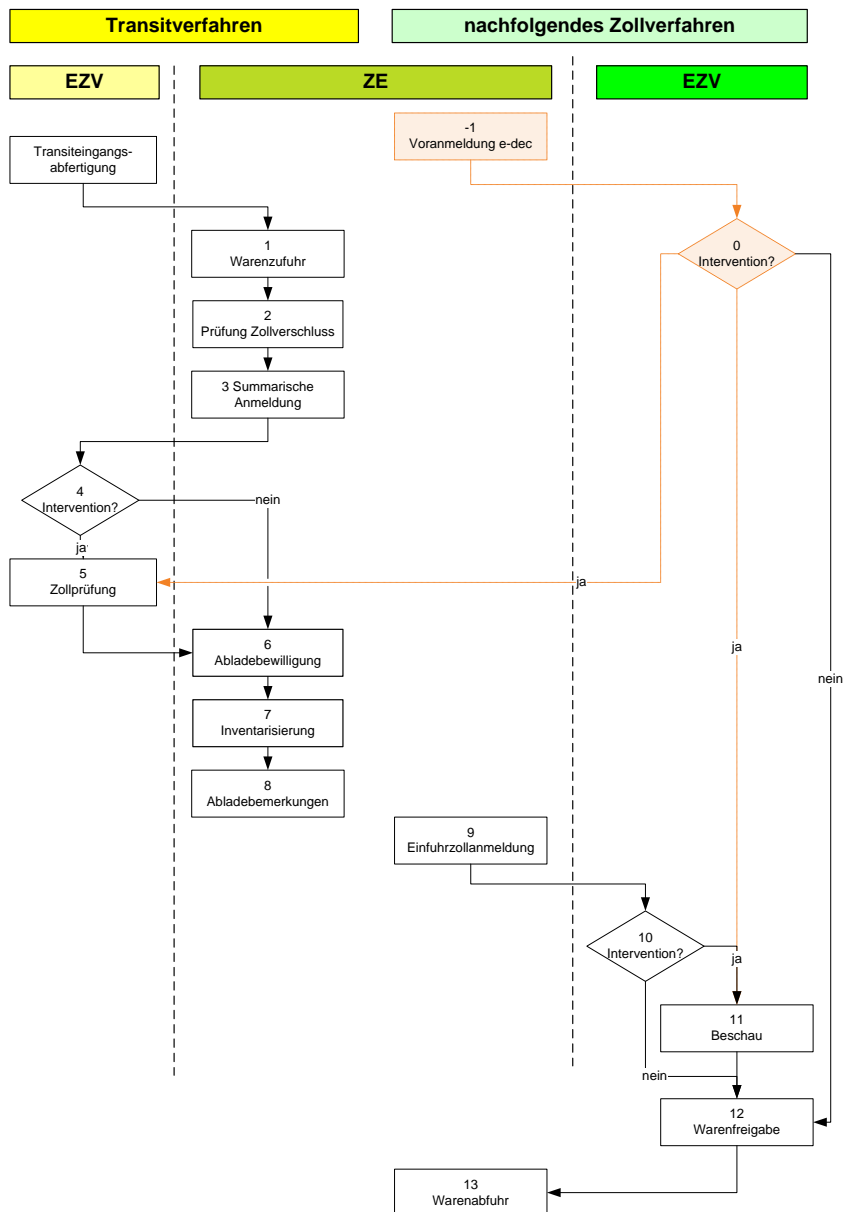 Transitverfahren
nachfolgendes Zollverfahren
EZV
ZE
EZV
-1
Voranmeldung e-dec
Transiteingangs-
abfertigung
0
Intervention?
1
Warenzufuhr
2
Prüfung Zollverschluss
3 Summarische
Anmeldung
4
Intervention?
nein
ja
5
Zollprüfung
ja
6
Abladebewilligung
ja
nein
7
Inventarisierung
8
Abladebemerkungen
9
Einfuhrzollanmeldung
10
Intervention?
ja
11
Beschau
nein
12
Warenfreigabe
13
Warenabfuhr